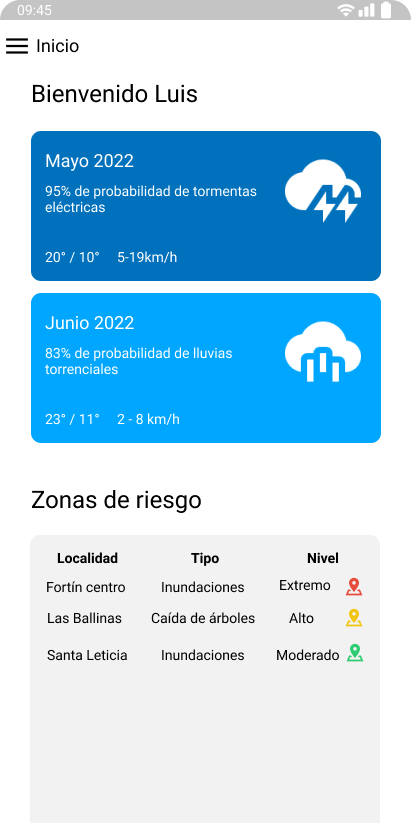 09:45
Inicio
Bienvenido Luis
Mayo 2022
95% de probabilidad de tormentas
eléctricas
20° / 10° 5-19km/h
Junio 2022
83% de probabilidad de lluvias
torrenciales
23° / 11° 2 - 8 km/h
Zonas de riesgo
Localidad Tipo Nivel
Fortín centro Inundaciones Extremo
Las Ballinas Caída de árboles Alto
Santa Leticia Inundaciones Moderado